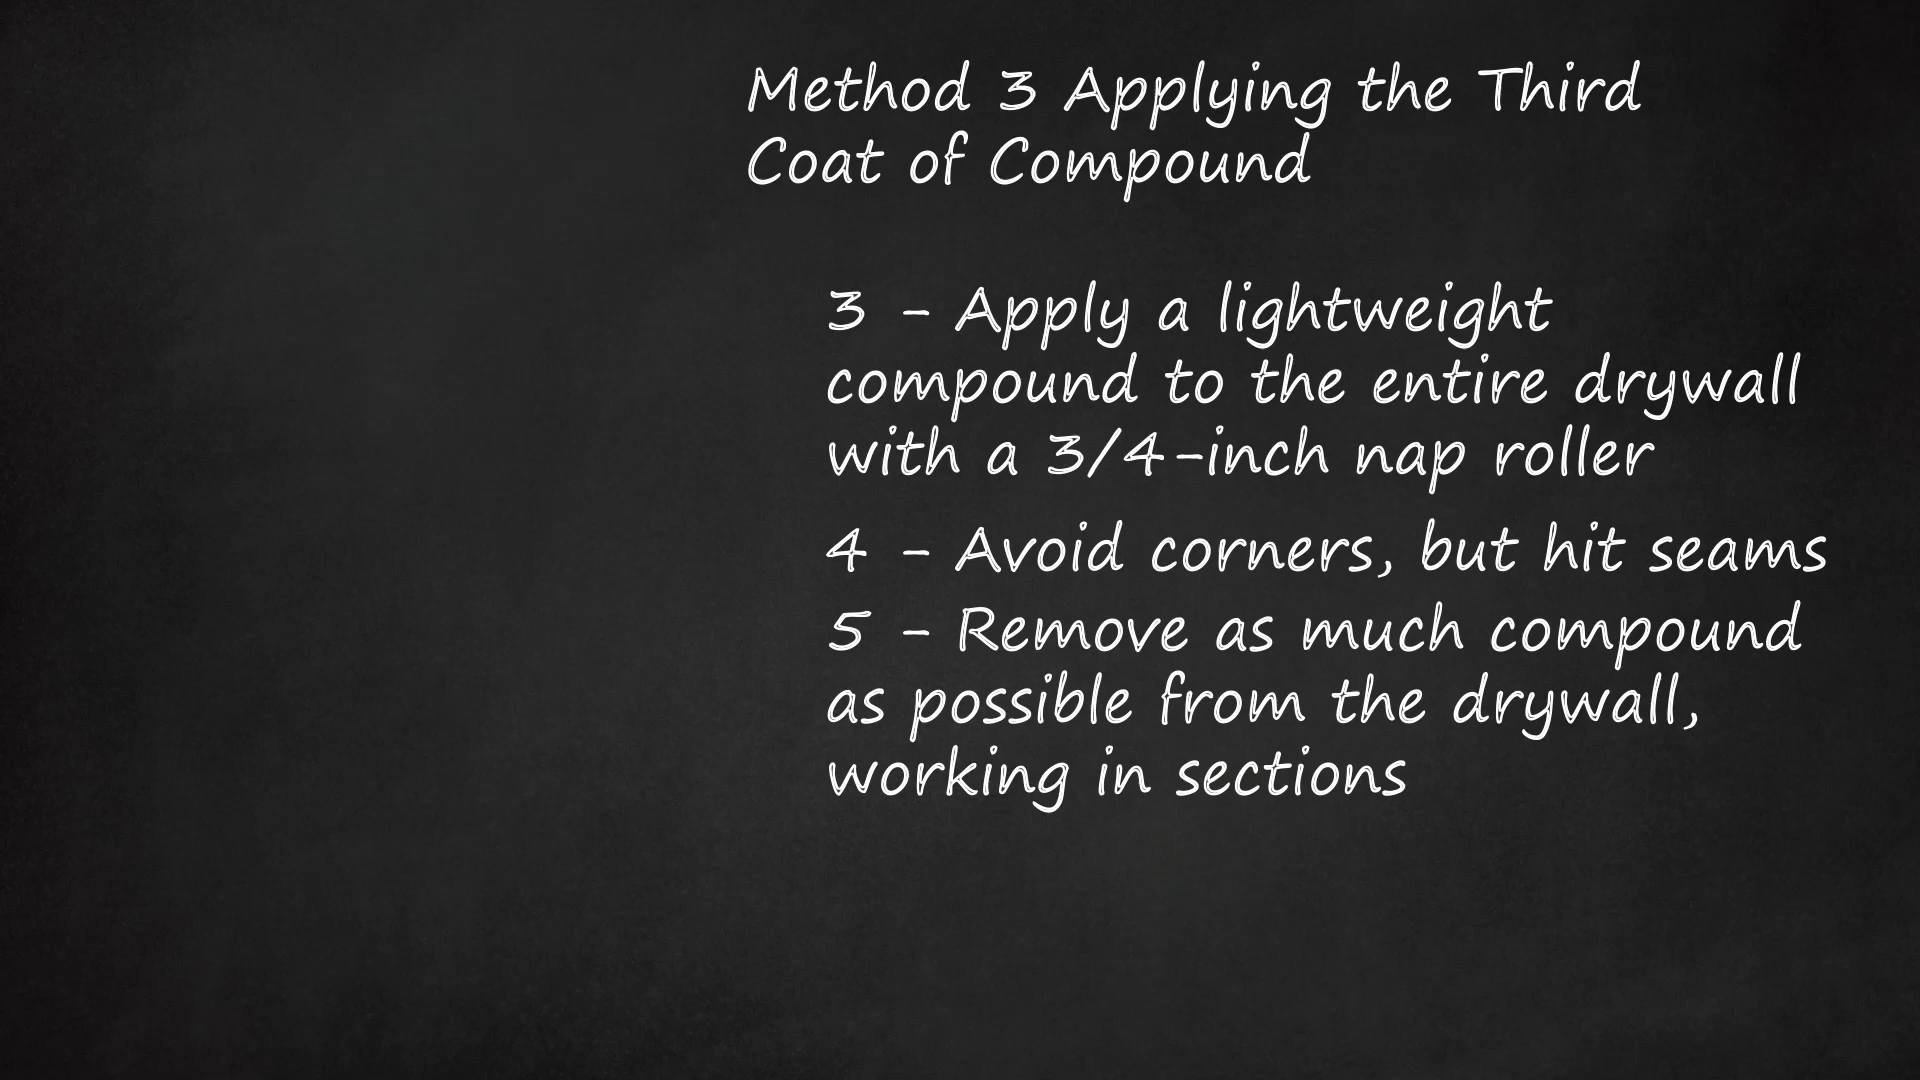 Method 3 Applying the Third
Coat of Compound
3 - Apply a lightweight
compound to the entire drywall
with a 3/4-inch nap roller
4 - Avoid corners, but hit seams
5 - Remove as much compound
as possible from the drywall,
working in sections